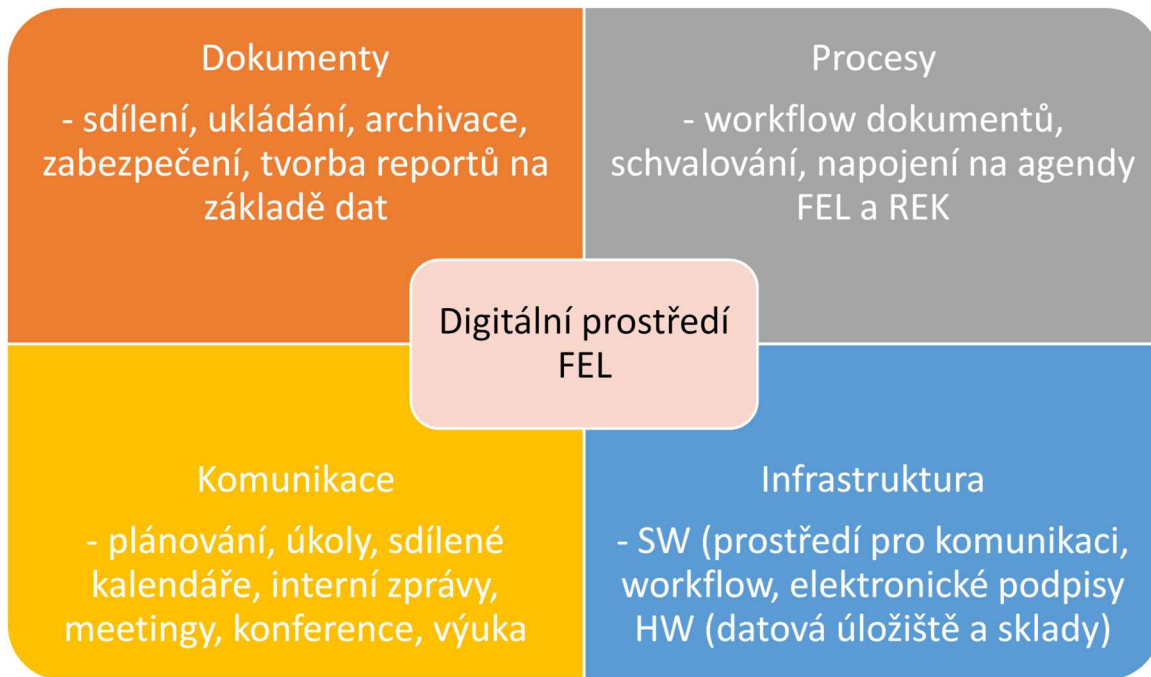 Dokumenty
- sdílení, ukládání, archivace,
zabezpečení, tvorba reportů na
základě dat
Procesy
- workflow dokumentů,
schvalování, napojení na agendy
FEL a REK
Digitální prostředí
FEL
Komunikace
- plánování, úkoly, sdílené
kalendáře, interní zprávy,
meetingy, konference, výuka
Infrastruktura
- SW (prostředí pro komunikaci,
workflow, elektronické podpisy
HW (datová úložiště a sklady)